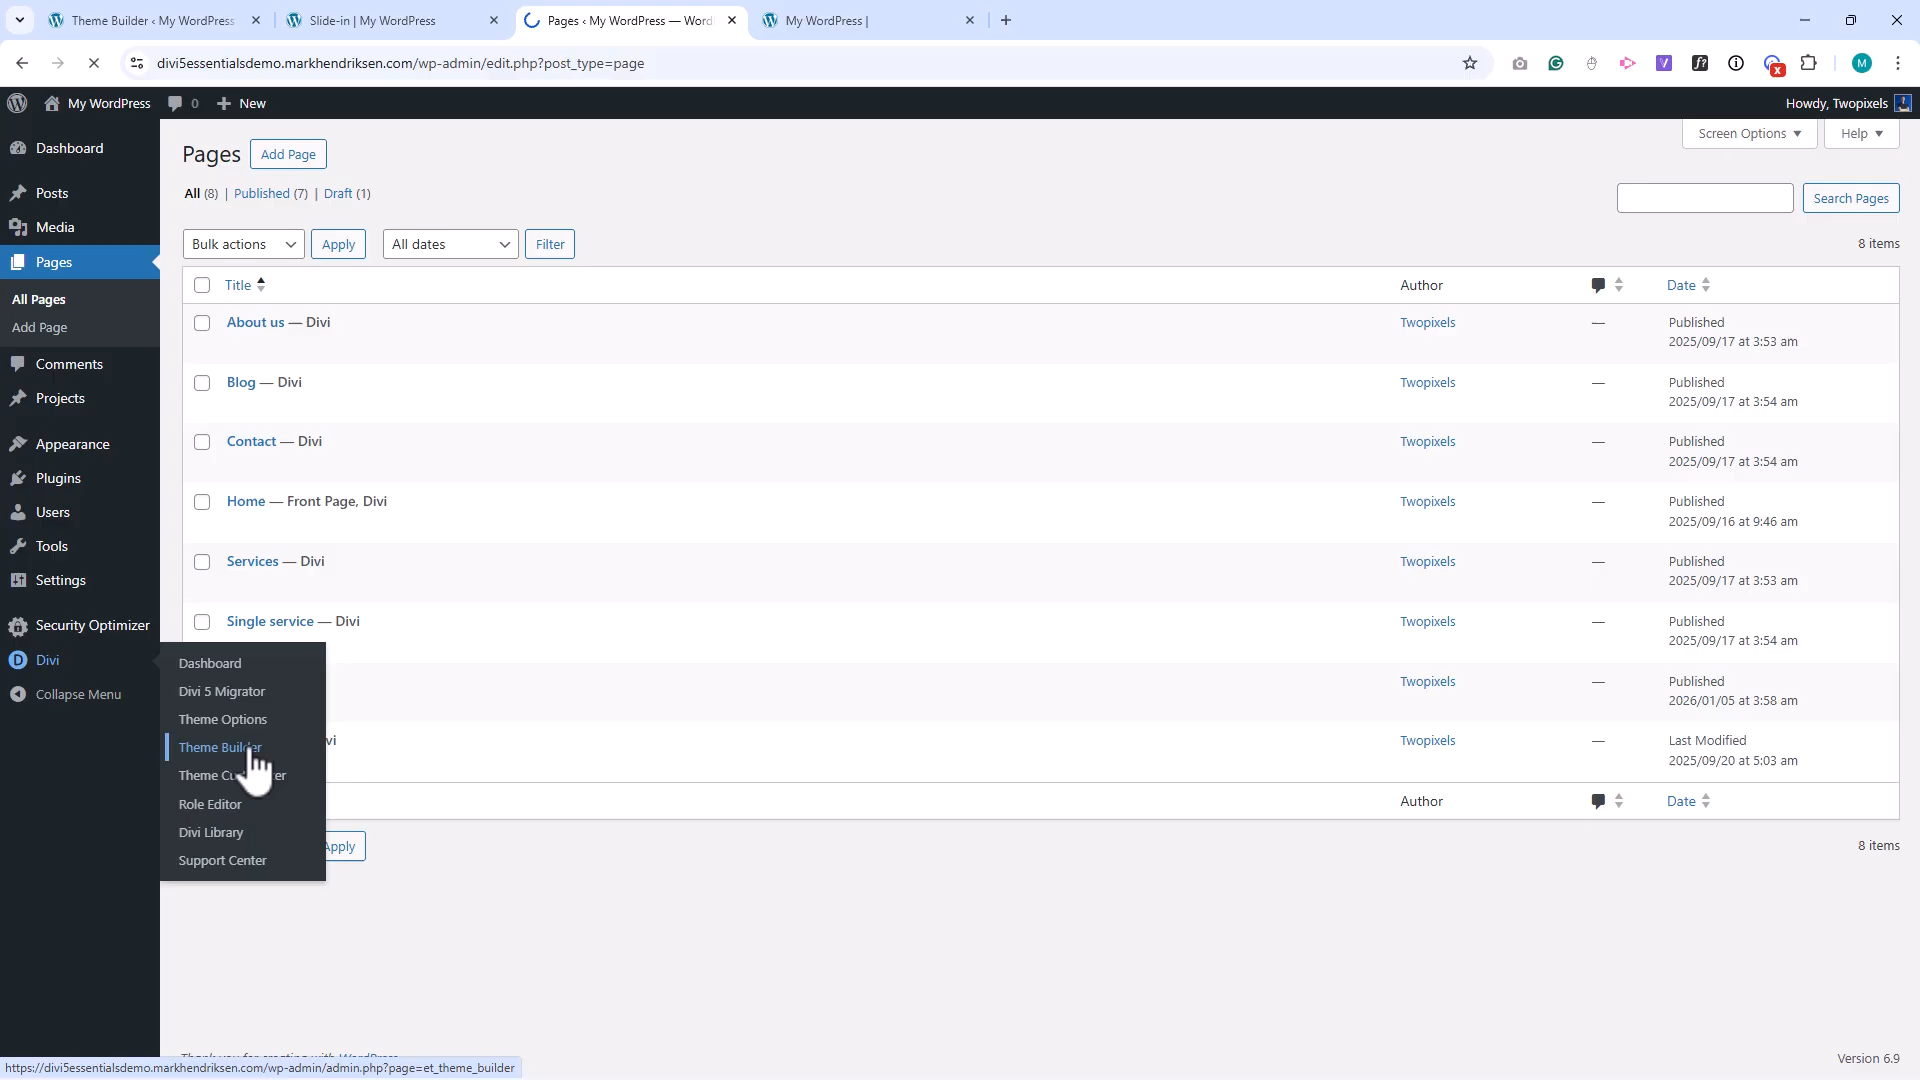 Theme Builder ‹ My WordPress
Slide-in | My WordPress
Pages ‹ My WordPress — Word
My WordPress |
divi5essentialsdemo.markhendriksen.com/wp-admin/edit.php?post_type=page
My WordPress
0
New
Howdy, Twopixels
Dashboard
Posts
Media
Pages
All Pages
Add Page
Comments
Projects
Appearance
Plugins
Users
Tools
Settings
Security Optimizer
Divi
Collapse Menu
Dashboard
Divi 5 Migrator
Theme Options
Theme Builder
Theme
Role Editor
Divi Library
Support Center
Pages
Add Page
Screen Options
Help
All (8) | Published (7) | Draft (1)
Search Pages
Bulk actions
Apply
All dates
Filter
8 items
Title
Author
Date
About us — Divi
Twopixels
—
Published
2025/09/17 at 3:53 am
Blog — Divi
Twopixels
—
Published
2025/09/17 at 3:54 am
Contact — Divi
Twopixels
—
Published
2025/09/17 at 3:54 am
Home — Front Page, Divi
Twopixels
—
Published
2025/09/16 at 9:46 am
Services — Divi
Twopixels
—
Published
2025/09/17 at 3:53 am
Single service — Divi
Twopixels
—
Published
2025/09/17 at 3:54 am
Twopixels
—
Published
2026/01/05 at 3:58 am
vi
Twopixels
—
Last Modified
2025/09/20 at 5:03 am
Author
Date
Apply
8 items
Thank you for creating with WordPress.
Version 6.9
https://divi5essentialsdemo.markhendriksen.com/wp-admin/admin.php?page=et_theme_builder